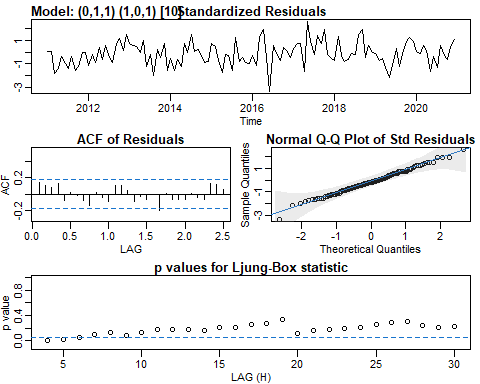 Model: (0,1,1) (1,0,1) [10] Standardized Residuals
1
-1
-3
2012 2014 2016 2018 2020
Time
ACF of Residuals
ACF
0.2
-0.2
0.0 0.5 1.0 1.5 2.0 2.5
LAG
Normal Q-Q Plot of Std Residuals
Sample Quantiles
1
-1
-3
-2 -1 0 1 2
Theoretical Quantiles
p values for Ljung-Box statistic
p value
0.8
0.4
0.0
5 10 15 20 25 30
LAG (H)